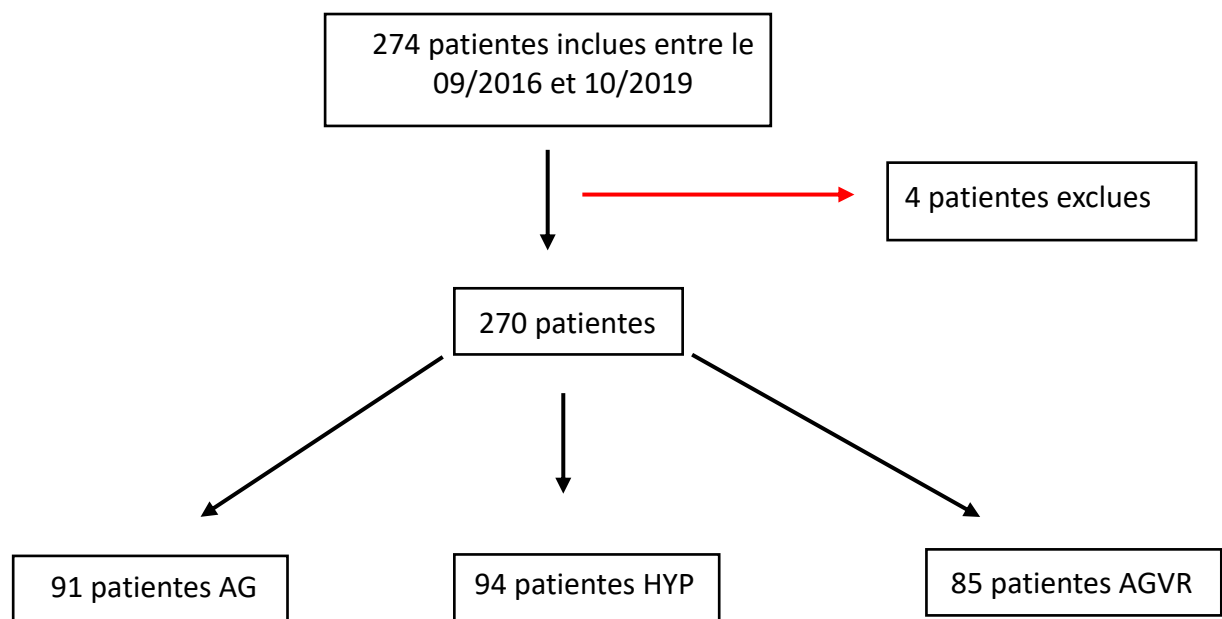 274 patientes inclues entre le
09/2016 et 10/2019
4 patientes exclues
270 patientes
91 patientes AG
94 patientes HYP
85 patientes AGVR